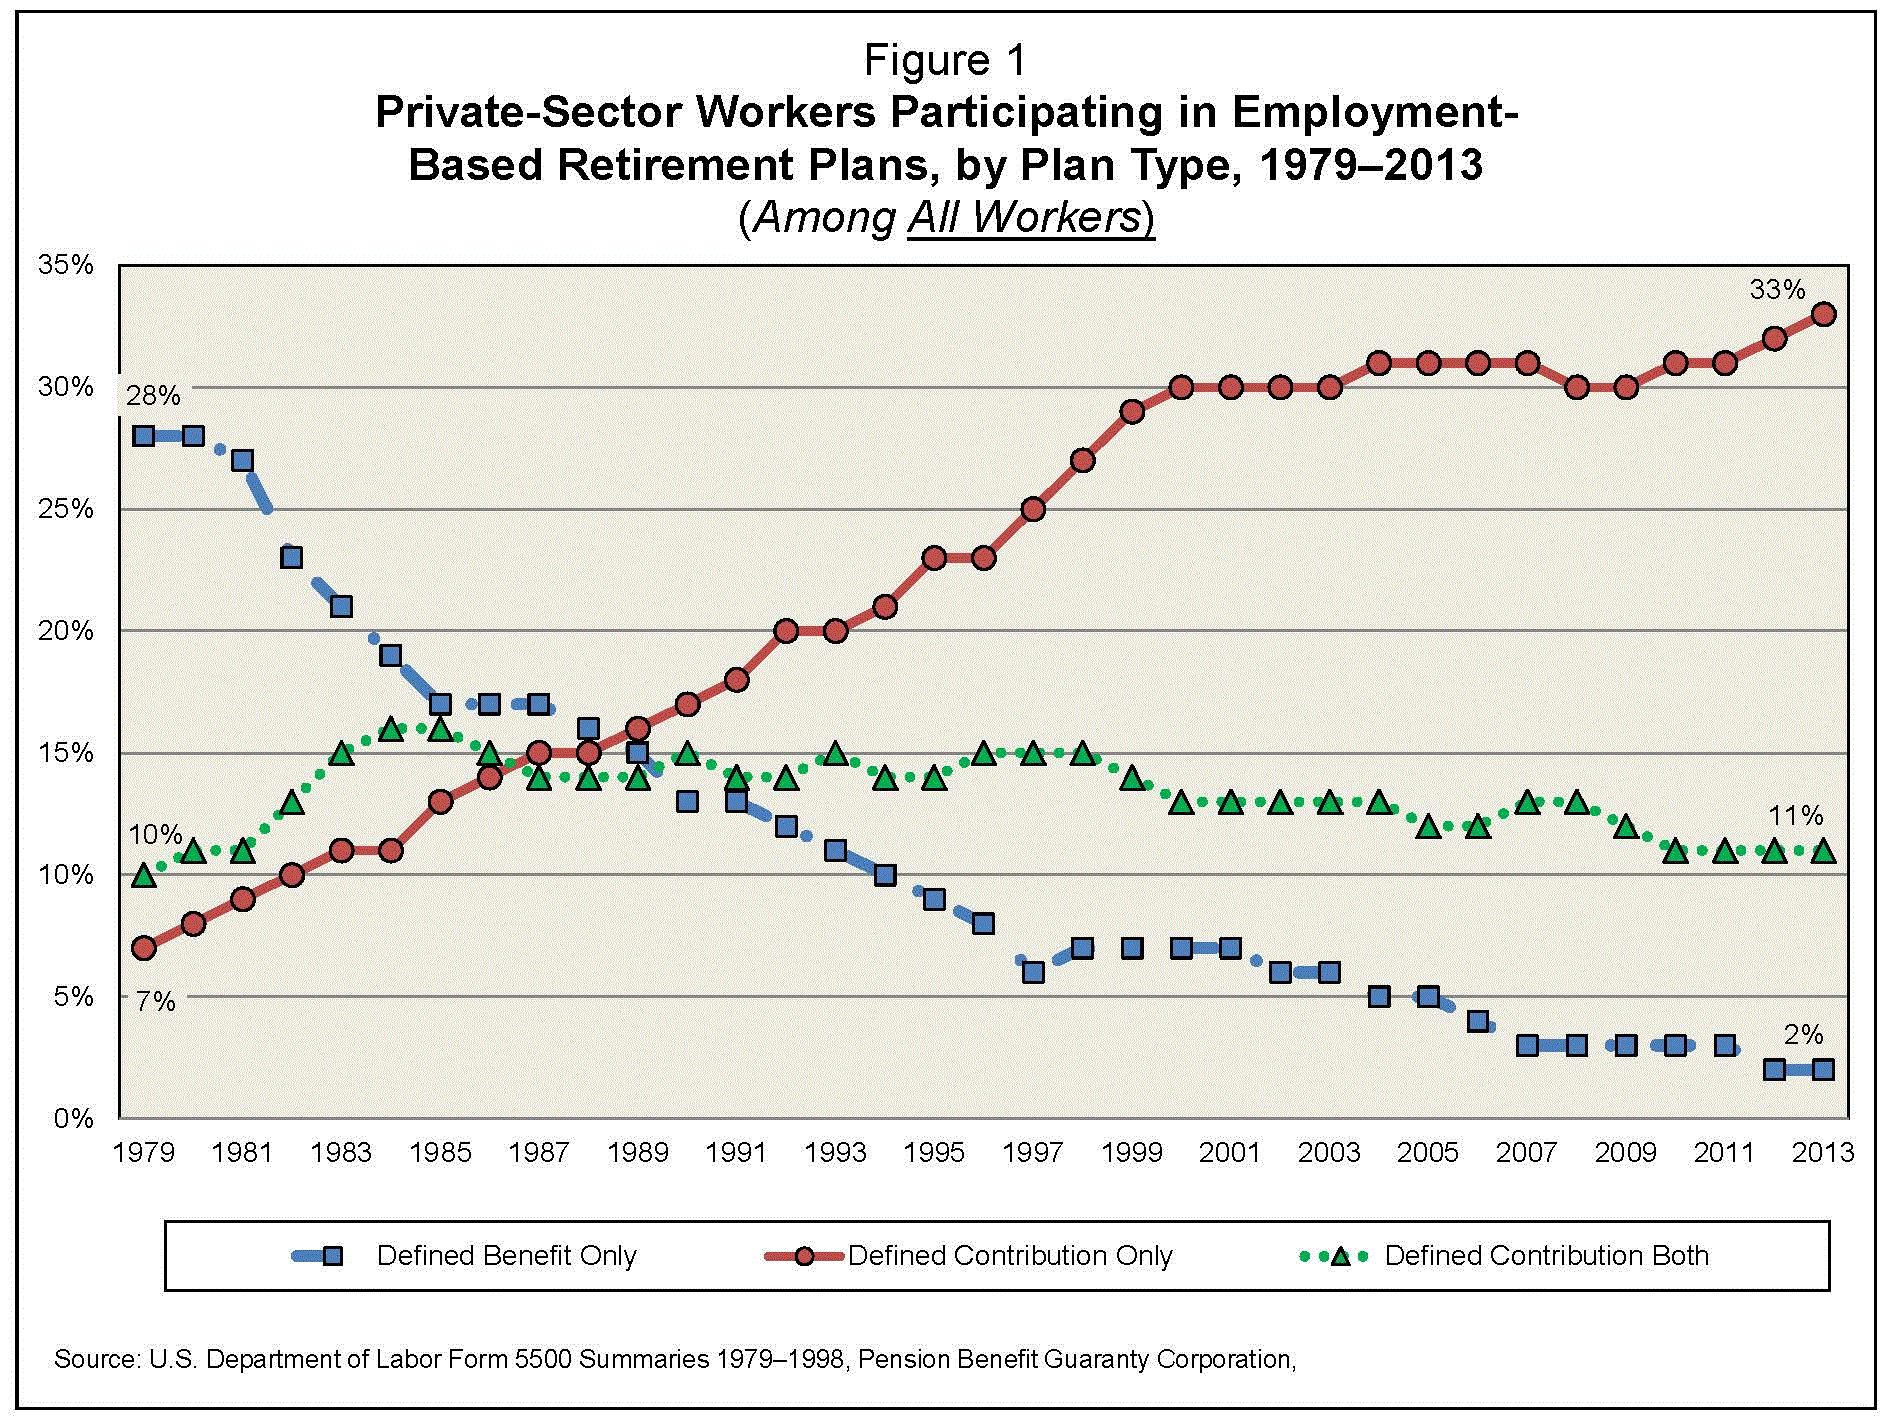 Figure 1
Private-Sector Workers Participating in Employment-
Based Retirement Plans, by Plan Type, 1979–2013
(Among All Workers)
35%
30%
25%
20%
15%
10%
5%
0%
28%
10%
7%
33%
11%
2%
1979 1981 1983 1985 1987 1989 1991 1993 1995 1997 1999 2001 2003 2005 2007 2009 2011 2013
Defined Benefit Only Defined Contribution Only Defined Contribution Both
Source: U.S. Department of Labor Form 5500 Summaries 1979–1998, Pension Benefit Guaranty Corporation,